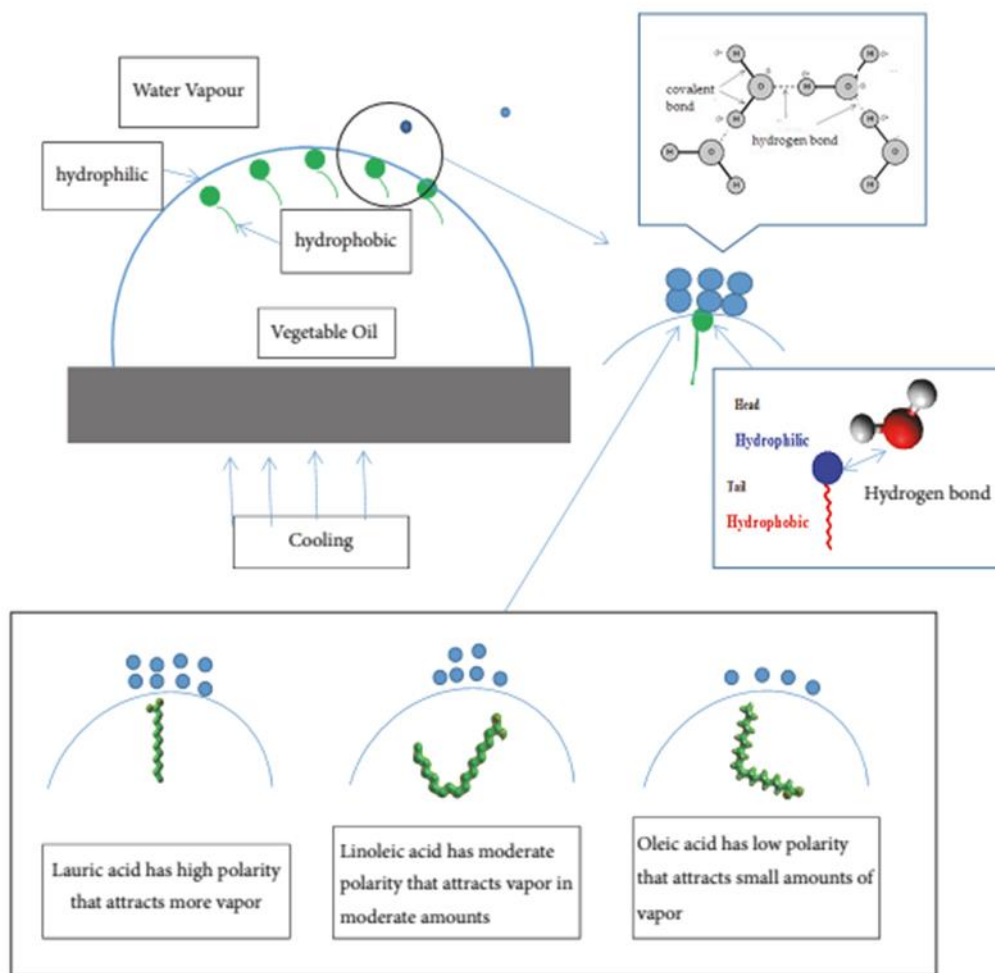 Water Vapour
hydrophilic
hydrophobic
Vegetable Oil
Cooling
H
H
O
H
O
covalent
bond
H
H
hydrogen bond
H
O
O
H
H
Head
Hydrophilic
Tail
Hydrophobic
Hydrogen bond
Lauric acid has high polarity
that attracts more vapor
Linoleic acid has moderate
polarity that attracts vapor in
moderate amounts
Oleic acid has low polarity
that attracts small amounts of
vapor